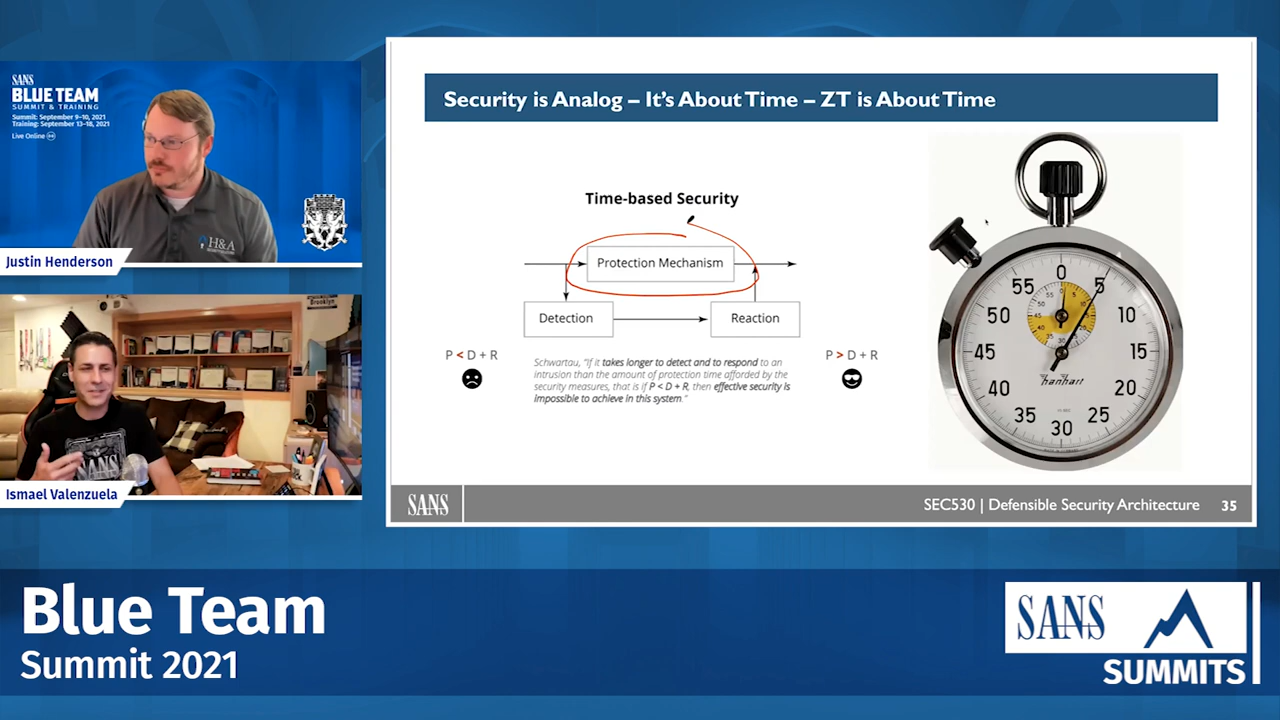 SANS
BLUE TEAM
SUMMIT & TRAINING
Summit: September 9-10, 2021
Training: September 13-18, 2021
Live Online
H&A
Justin Henderson
Brooklyn
SANS
Ismael Valenzuela
Security is Analog – It's About Time – ZT is About Time
Time-based Security
Protection Mechanism
Detection
Reaction
P < D + R
P > D + R
Schwartau, "If it takes longer to detect and to respond to an
intrusion than the amount of protection time afforded by the
security measures, that is if P < D + R, then effective security is
impossible to achieve in this system."
0
5
10
15
20
25
30
35
40
45
50
55
hanhart
SANS
SEC530 | Defensible Security Architecture 35
Blue Team
Summit 2021
SANS
SUMMITS